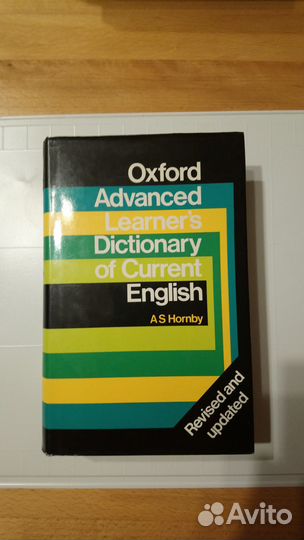 Oxford
Advanced
Learner's
Dictionary
of Current
English
A S Hornby
Revised and
updated
Avito